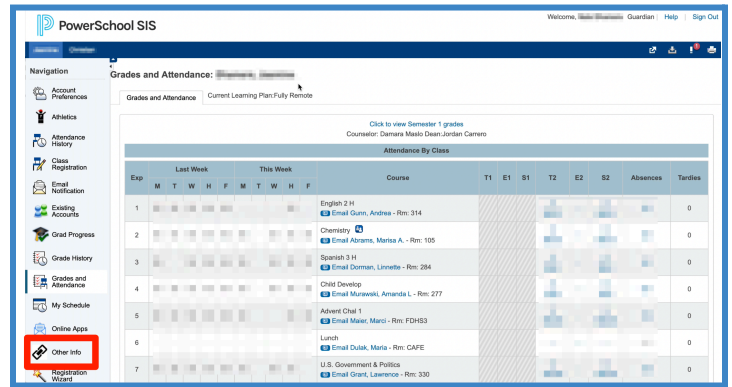 PowerSchool SIS
Welcome, Guardian | Help | Sign Out
Navigation
Account Preferences
Athletics
Attendance History
Class Registration
Email Notification
Existing Accounts
Grad Progress
Grade History
Grades and Attendance
My Schedule
Online Apps
Other Info
Registration Wizard
Grades and Attendance:
Grades and Attendance
Current Learning Plan:Fully Remote
Click to view Semester 1 grades
Counselor: Damara Maslo Dean:Jordan Carrero
Attendance By Class
Exp Last Week This Week Course T1 E1 S1 T2 E2 S2 Absences Tardies
M T W H F M T W H F
1 English 2 H 0
Email Gunn, Andrea - Rm: 314
2 Chemistry 0
Email Abrams, Marisa A. - Rm: 105
3 Spanish 3 H 0
Email Dorman, Linnette - Rm: 284
4 Child Develop 0
Email Murawski, Amanda L - Rm: 277
5 Advent Chal 1 0
Email Maier, Marci - Rm: FDHS3
6 Lunch 0
Email Dulak, Maria - Rm: CAFE
7 U.S. Government & Politics 0
Email Grant, Lawrence - Rm: 330